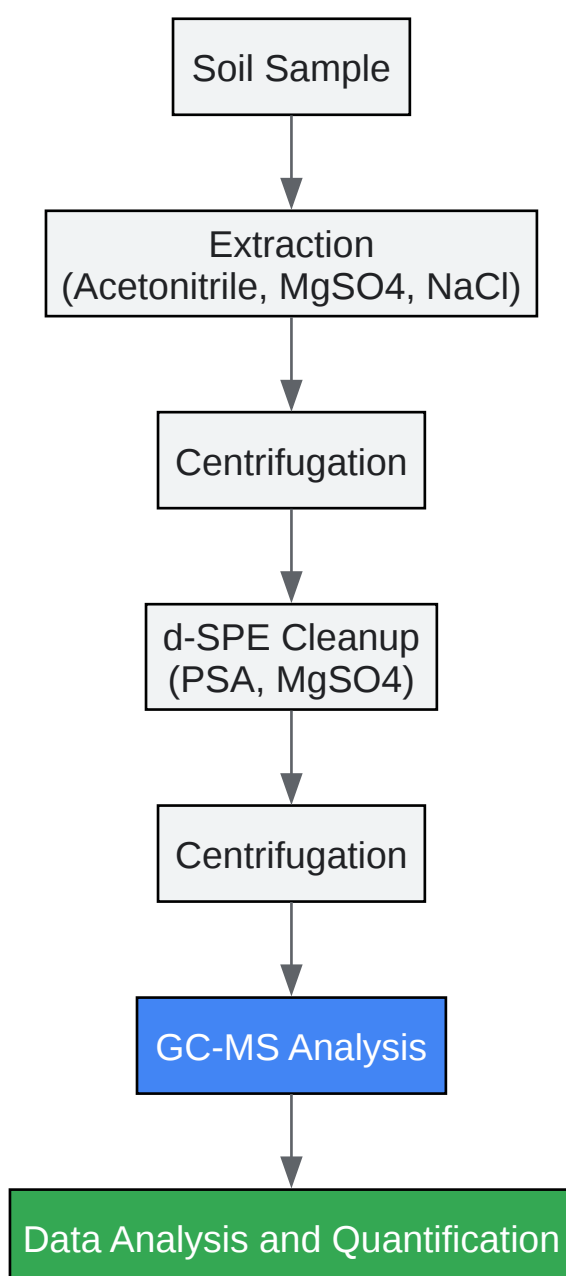 Soil Sample
Extraction
(Acetonitrile, MgSO4, NaCl)
Centrifugation
d-SPE Cleanup
(PSA, MgSO4)
Centrifugation
GC-MS Analysis
Data Analysis and Quantification